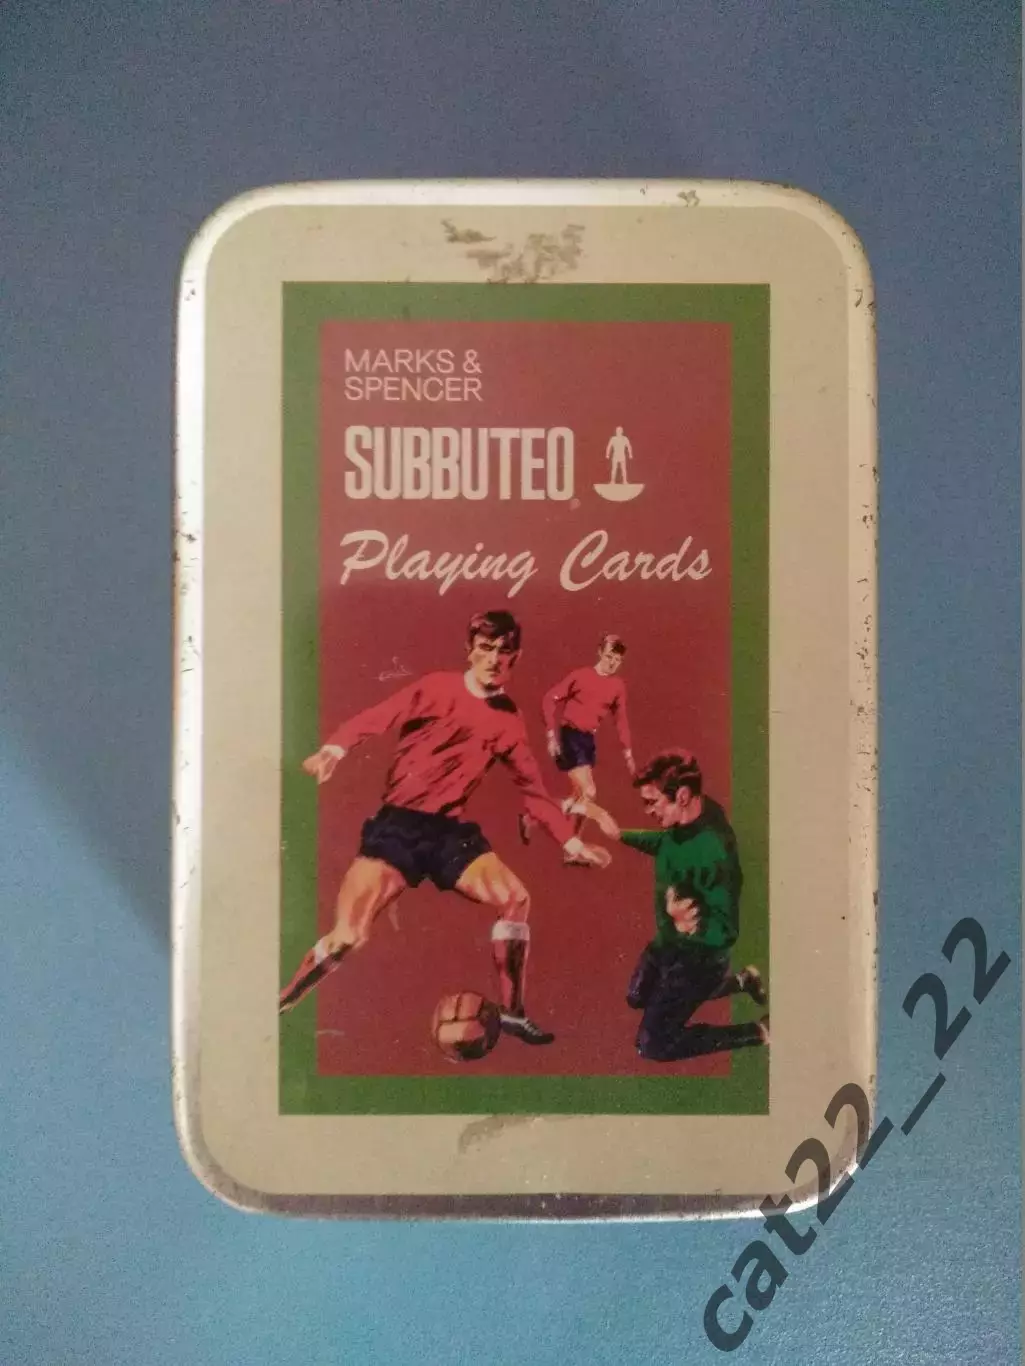 MARKS &
SPENCER
SUBBUTEO®
Playing Cards
cat22_22